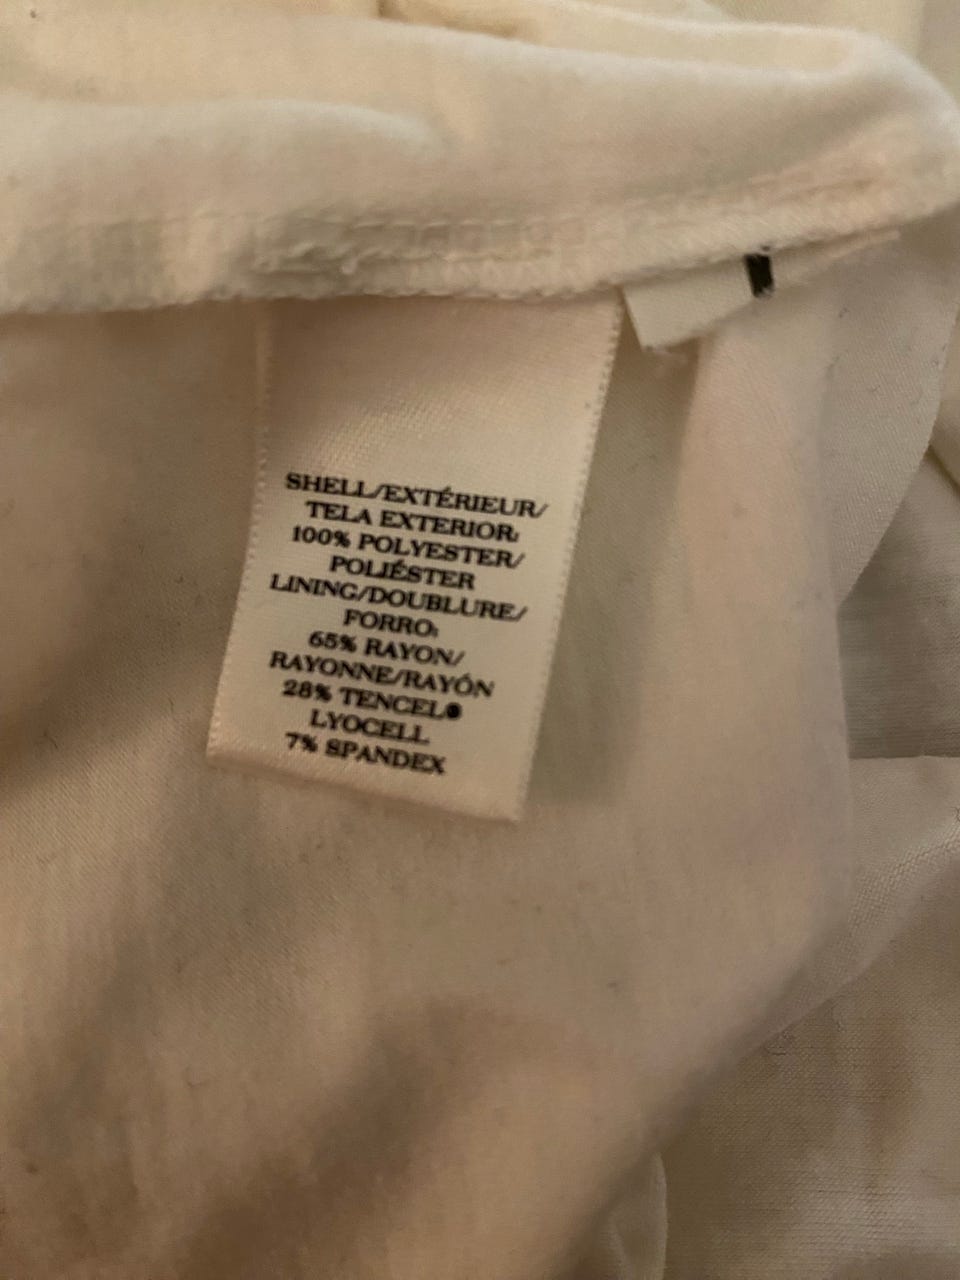 SHELL/EXTÉRIEUR/
TELA EXTERIOR:
100% POLYESTER/
POLIÉSTER
LINING/DOUBLURE/
FORRO:
65% RAYON/
RAYONNE/RAYÓN
28% TENCEL®
LYOCELL
7% SPANDEX